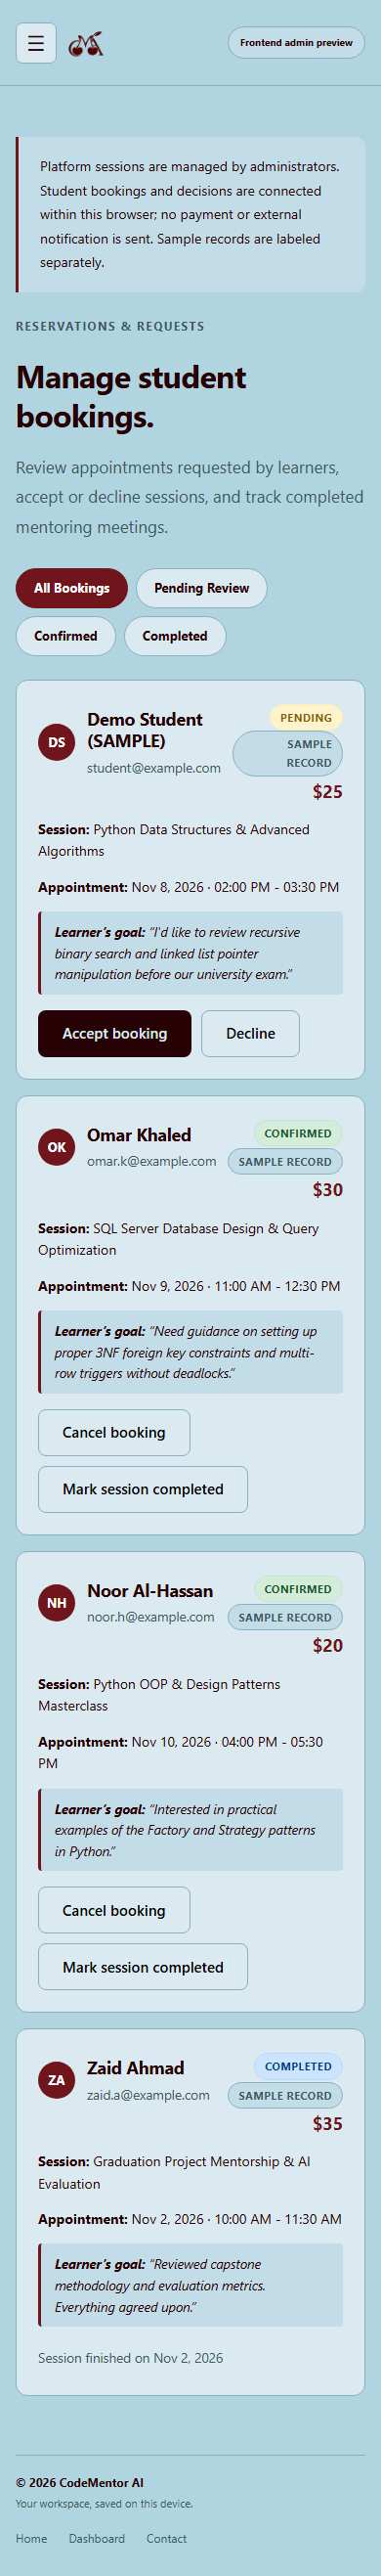 Frontend admin preview
Platform sessions are managed by administrators.
Student bookings and decisions are connected
within this browser; no payment or external
notification is sent. Sample records are labeled
separately.
RESERVATIONS & REQUESTS
Manage student
bookings.
Review appointments requested by learners,
accept or decline sessions, and track completed
mentoring meetings.
All Bookings
Pending Review
Confirmed
Completed
DS
Demo Student
(SAMPLE)
student@example.com
PENDING
SAMPLE
RECORD
$25
Session: Python Data Structures & Advanced
Algorithms
Appointment: Nov 8, 2026 · 02:00 PM - 03:30 PM
Learner's goal: "I'd like to review recursive
binary search and linked list pointer
manipulation before our university exam."
Accept booking
Decline
OK
Omar Khaled
omar.k@example.com
CONFIRMED
SAMPLE RECORD
$30
Session: SQL Server Database Design & Query
Optimization
Appointment: Nov 9, 2026 · 11:00 AM - 12:30 PM
Learner's goal: "Need guidance on setting up
proper 3NF foreign key constraints and multi-
row triggers without deadlocks."
Cancel booking
Mark session completed
NH
Noor Al-Hassan
noor.h@example.com
CONFIRMED
SAMPLE RECORD
$20
Session: Python OOP & Design Patterns
Masterclass
Appointment: Nov 10, 2026 · 04:00 PM - 05:30
PM
Learner's goal: "Interested in practical
examples of the Factory and Strategy patterns
in Python."
Cancel booking
Mark session completed
ZA
Zaid Ahmad
zaid.a@example.com
COMPLETED
SAMPLE RECORD
$35
Session: Graduation Project Mentorship & AI
Evaluation
Appointment: Nov 2, 2026 · 10:00 AM - 11:30 AM
Learner's goal: "Reviewed capstone
methodology and evaluation metrics.
Everything agreed upon."
Session finished on Nov 2, 2026
© 2026 CodeMentor AI
Your workspace, saved on this device.
Home
Dashboard
Contact